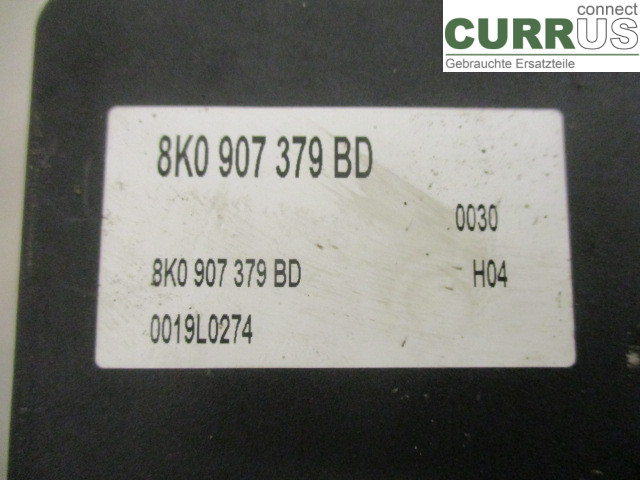 connect
CURRUS
Gebrauchte Ersatzteile
8K0 907 379 BD
0030
8K0 907 379 BD H04
0019L0274